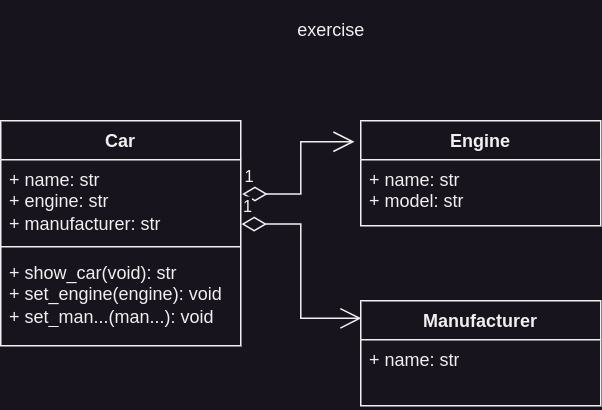 exercise
Car
+ name: str
+ engine: str
+ manufacturer: str
+ show_car(void): str
+ set_engine(engine): void
+ set_man...(man...): void
1
1
Engine
+ name: str
+ model: str
Manufacturer
+ name: str